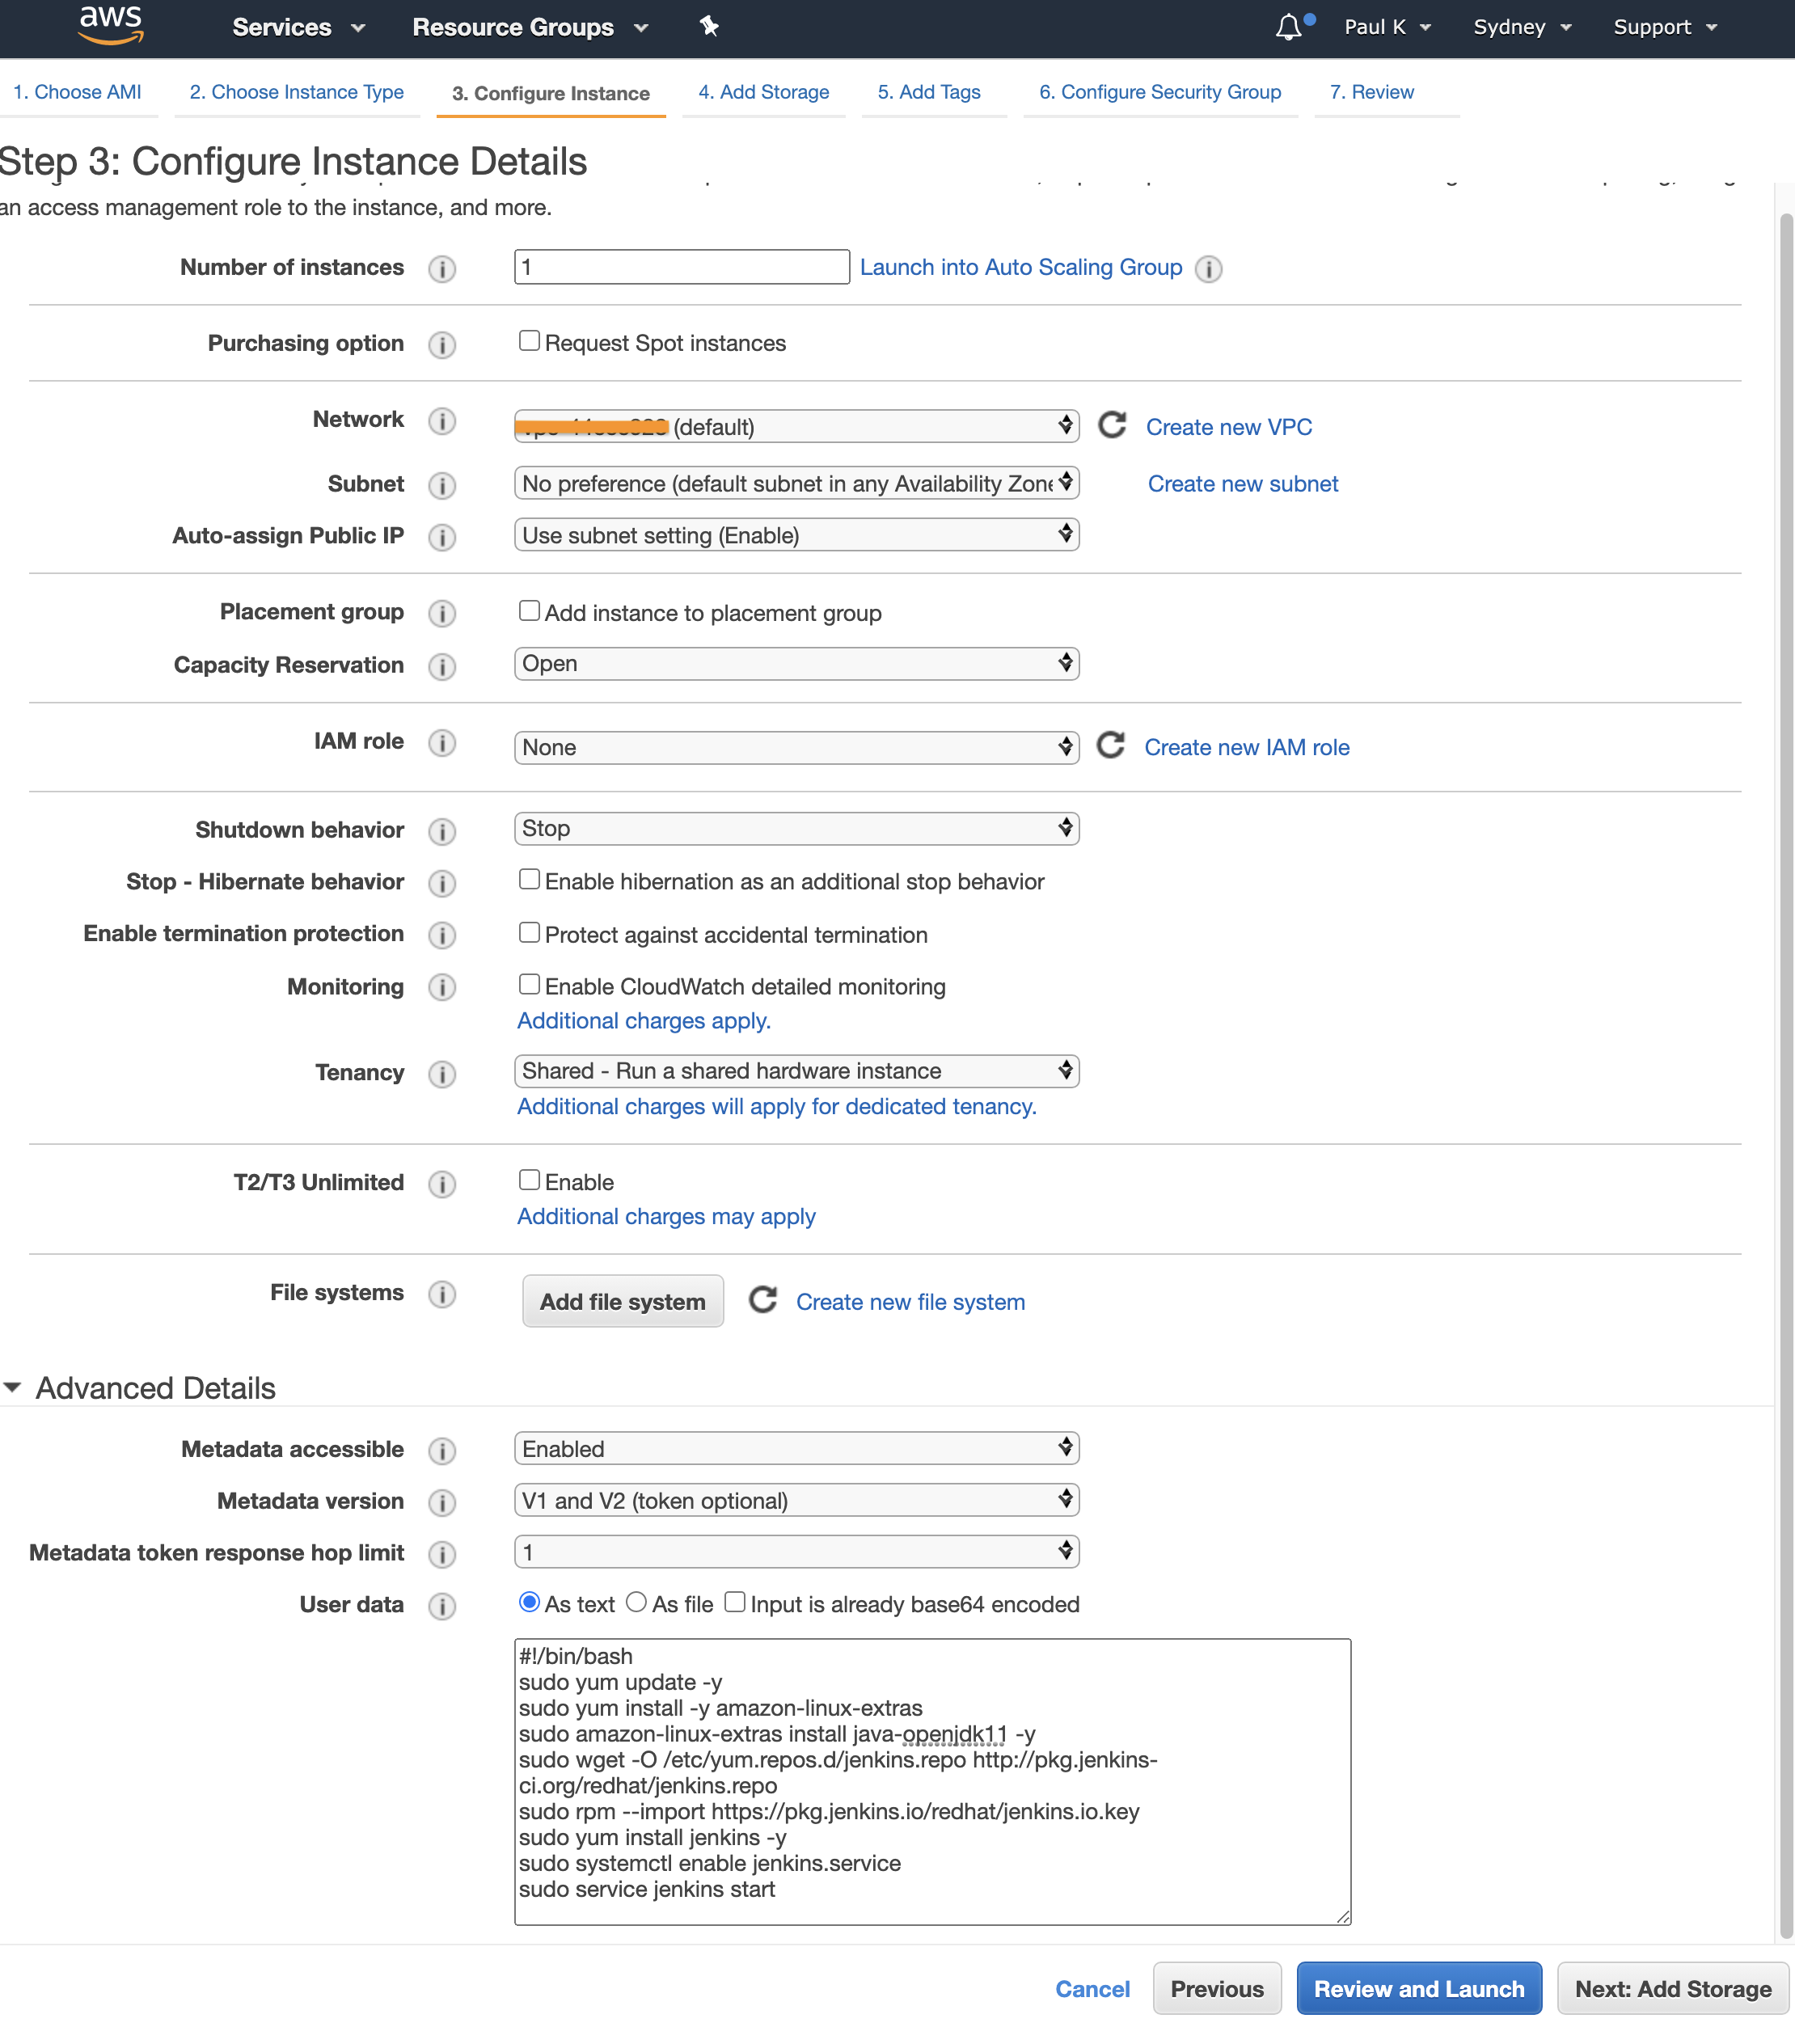 aws Services Resource Groups Paul K Sydney Support
1. Choose AMI 2. Choose Instance Type 3. Configure Instance 4. Add Storage 5. Add Tags 6. Configure Security Group 7. Review
Step 3: Configure Instance Details
an access management role to the instance, and more.
Number of instances 1 Launch into Auto Scaling Group
Purchasing option Request Spot instances
Network (default) Create new VPC
Subnet No preference (default subnet in any Availability Zone Create new subnet
Auto-assign Public IP Use subnet setting (Enable)
Placement group Add instance to placement group
Capacity Reservation Open
IAM role None Create new IAM role
Shutdown behavior Stop
Stop - Hibernate behavior Enable hibernation as an additional stop behavior
Enable termination protection Protect against accidental termination
Monitoring Enable CloudWatch detailed monitoring
Additional charges apply.
Tenancy Shared - Run a shared hardware instance
Additional charges will apply for dedicated tenancy.
T2/T3 Unlimited Enable
Additional charges may apply
File systems Add file system Create new file system
Advanced Details
Metadata accessible Enabled
Metadata version V1 and V2 (token optional)
Metadata token response hop limit 1
User data As text As file Input is already base64 encoded
#!/bin/bash
sudo yum update -y
sudo yum install -y amazon-linux-extras
sudo amazon-linux-extras install java-openjdk11 -y
sudo wget -O /etc/yum.repos.d/jenkins.repo http://pkg.jenkins-
ci.org/redhat/jenkins.repo
sudo rpm --import https://pkg.jenkins.io/redhat/jenkins.io.key
sudo yum install jenkins -y
sudo systemctl enable jenkins.service
sudo service jenkins start
Cancel Previous Review and Launch Next: Add Storage